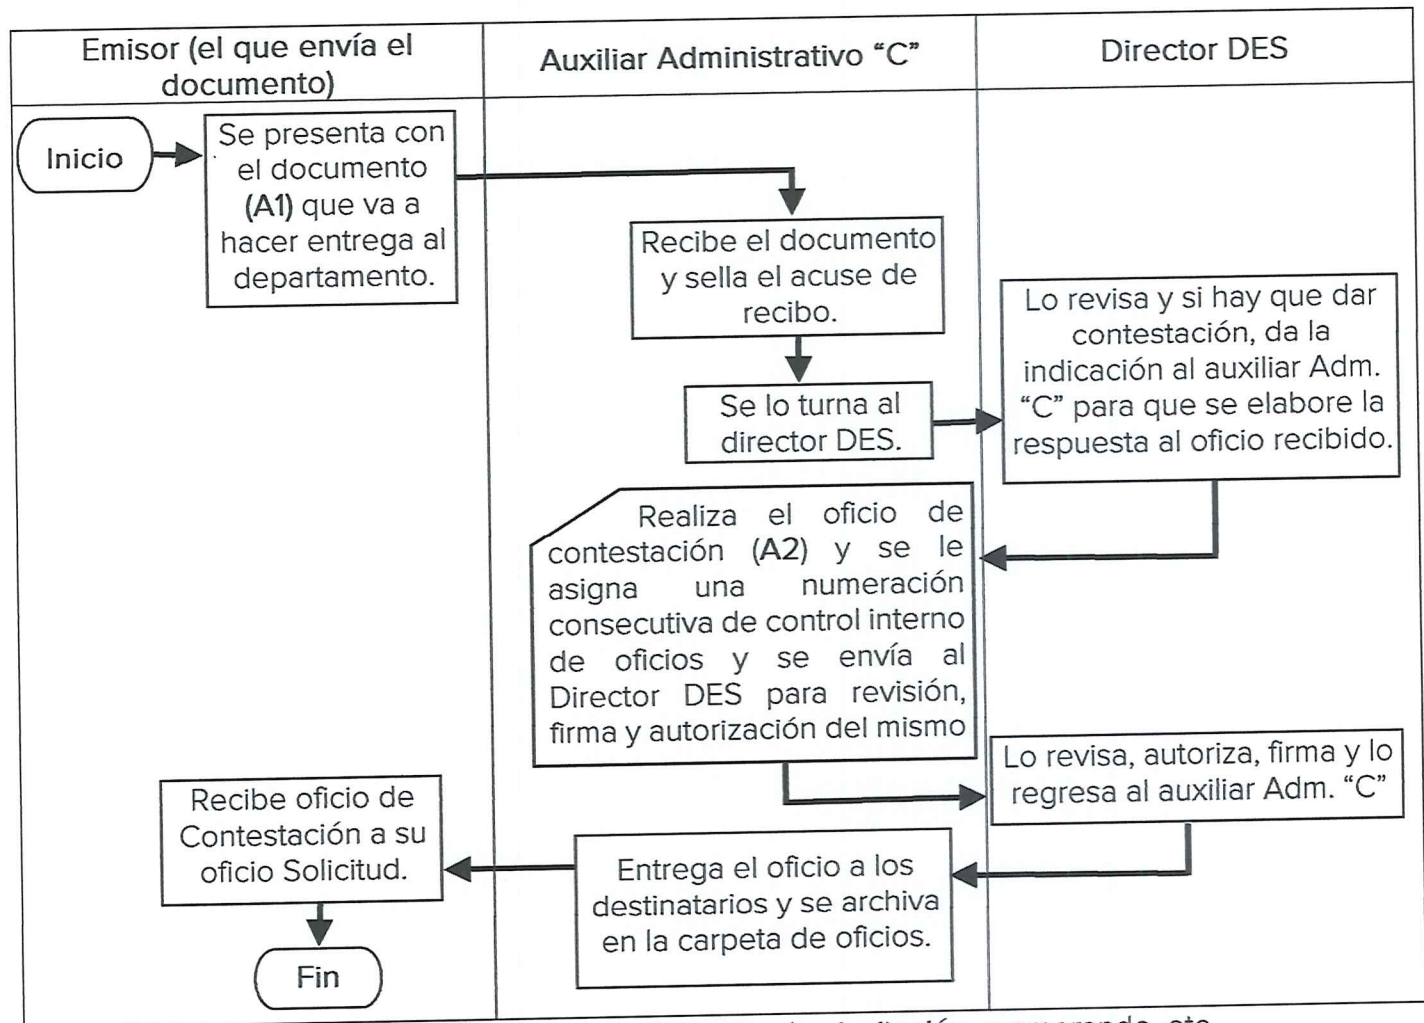 Emisor (el que envía el
documento)
Auxiliar Administrativo “C”
Director DES
Inicio
Se presenta con
el documento
(A1) que va a
hacer entrega al
departamento.
Recibe el documento
y sella el acuse de
recibo.
Se lo turna al
director DES.
Lo revisa y si hay que dar
contestación, da la
indicación al auxiliar Adm.
“C” para que se elabore la
respuesta al oficio recibido.
Realiza el oficio de
contestación (A2) y se le
asigna una numeración
consecutiva de control interno
de oficios y se envía al
Director DES para revisión,
firma y autorización del mismo
Lo revisa, autoriza, firma y lo
regresa al auxiliar Adm. “C”
Entrega el oficio a los
destinatarios y se archiva
en la carpeta de oficios.
Recibe oficio de
Contestación a su
oficio Solicitud.
Fin